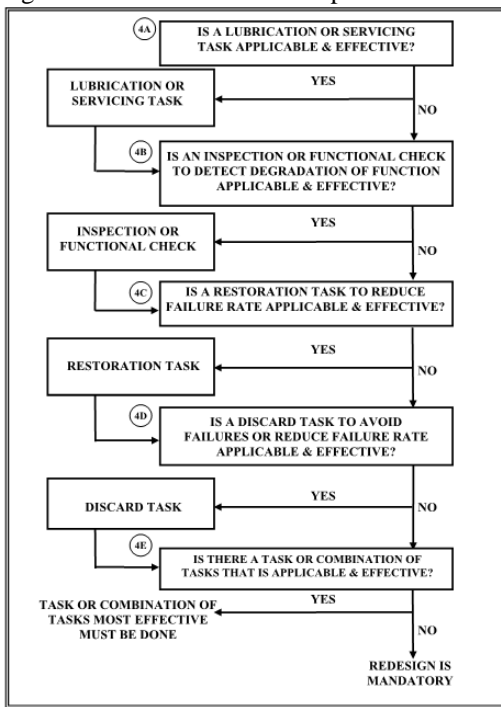 4A
IS A LUBRICATION OR SERVICING
TASK APPLICABLE & EFFECTIVE?
YES
LUBRICATION OR
SERVICING TASK
NO
4B
IS AN INSPECTION OR FUNCTIONAL CHECK
TO DETECT DEGRADATION OF FUNCTION
APPLICABLE & EFFECTIVE?
YES
INSPECTION OR
FUNCTIONAL CHECK
NO
4C
IS A RESTORATION TASK TO REDUCE
FAILURE RATE APPLICABLE & EFFECTIVE?
YES
RESTORATION TASK
NO
4D
IS A DISCARD TASK TO AVOID
FAILURES OR REDUCE FAILURE RATE
APPLICABLE & EFFECTIVE?
YES
DISCARD TASK
NO
4E
IS THERE A TASK OR COMBINATION OF
TASKS THAT IS APPLICABLE & EFFECTIVE?
YES
TASK OR COMBINATION OF
TASKS MOST EFFECTIVE
MUST BE DONE
NO
REDESIGN IS
MANDATORY